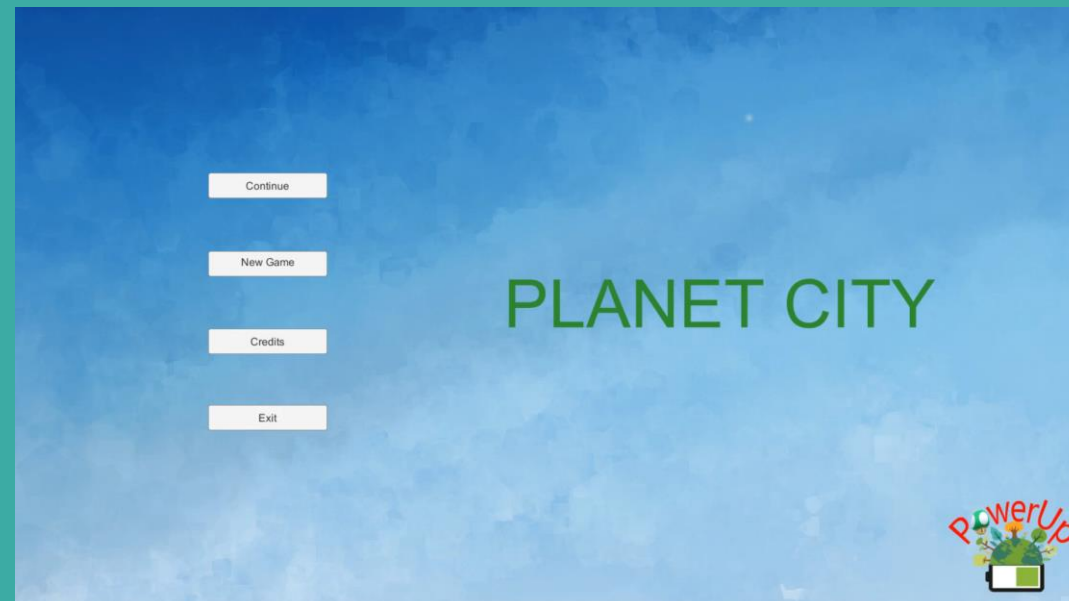 Continue
New Game
Credits
Exit
PLANET CITY
PowerUp